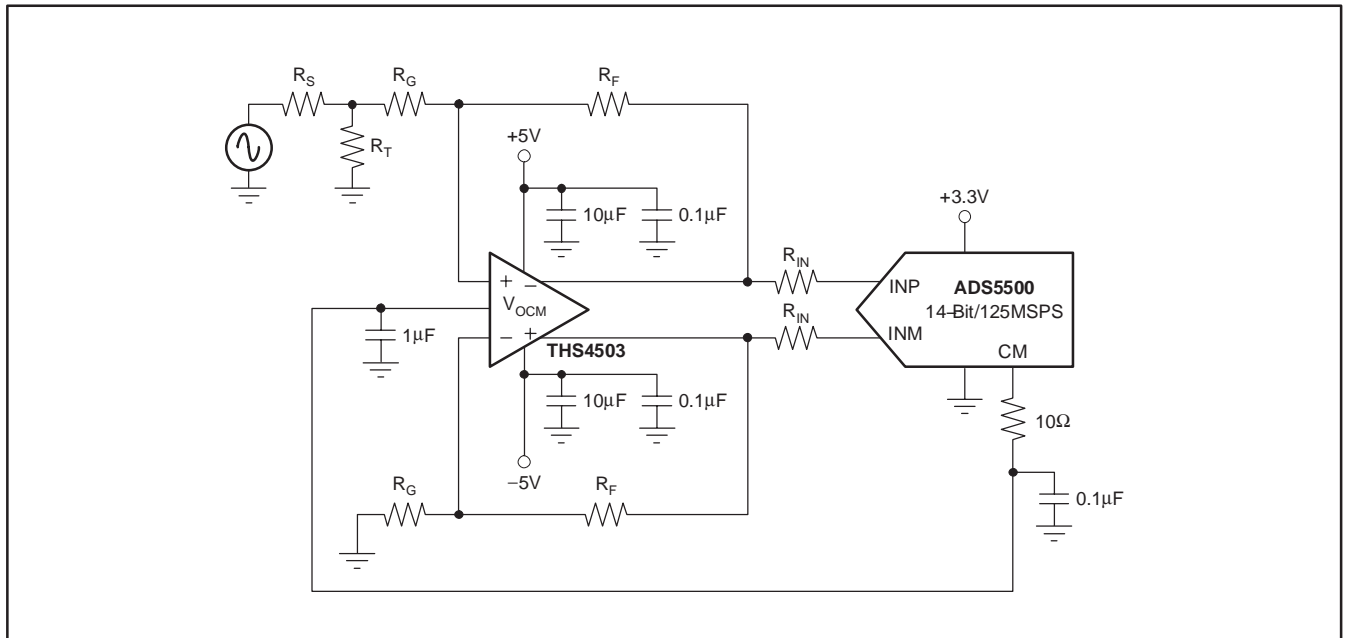 R_S
R_G
R_F
R_T
+5V
10µF
0.1µF
+3.3V
R_IN
INP
ADS5500
14–Bit/125MSPS
INM
CM
R_IN
+ −
V_OCM
− +
THS4503
1µF
10µF
0.1µF
10Ω
−5V
R_G
R_F
0.1µF